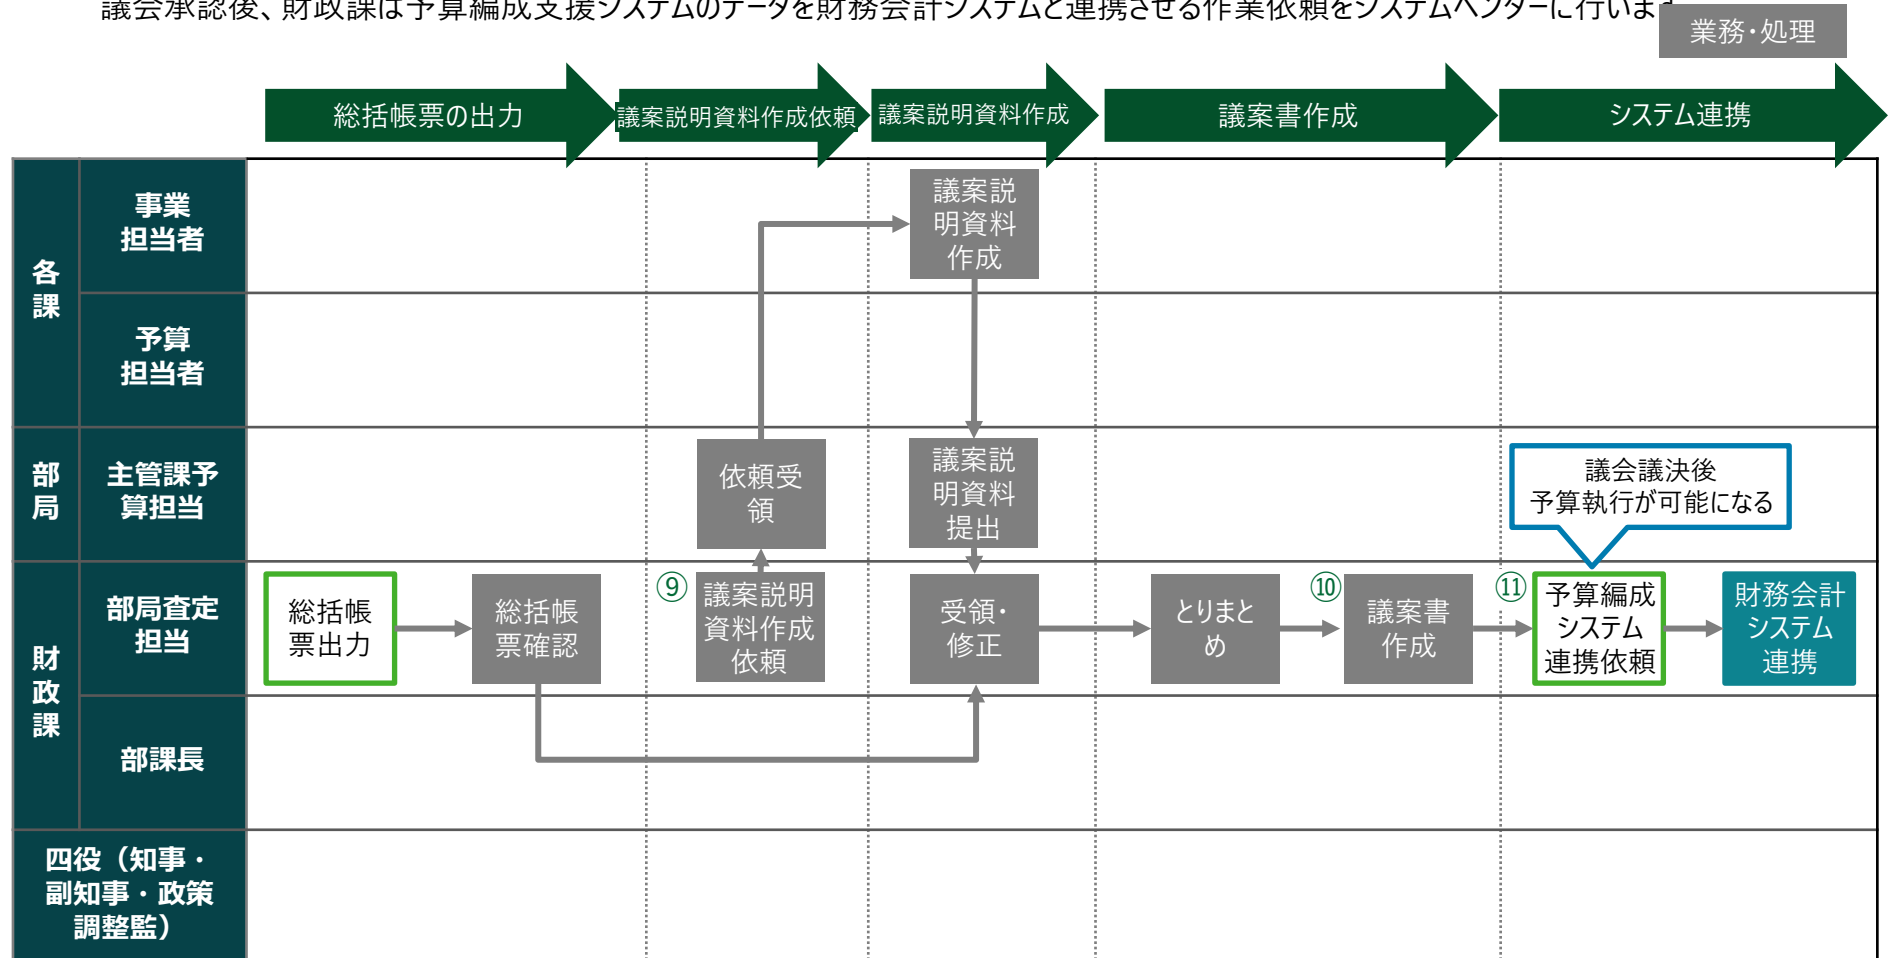 議会承認後、財政課は予算編成支援システムのデータを財務会計システムと連携させる作業依頼をシステムベンダーに行います
業務・処理
総括帳票の出力
議案説明資料作成依頼
議案説明資料作成
議案書作成
システム連携
各
課
事業
担当者
議案説
明資料
作成
予算
担当者
部
局
主管課予
算担当
依頼受
領
議案説
明資料
提出
議会議決後
予算執行が可能になる
財
政
課
部局査定
担当
総括帳
票出力
総括帳
票確認
⑨
議案説明
資料作成
依頼
受領・
修正
とりまと
め
⑩
議案書
作成
⑪
予算編成
システム
連携依頼
財務会計
システム
連携
部課長
四役（知事・
副知事・政策
調整監）